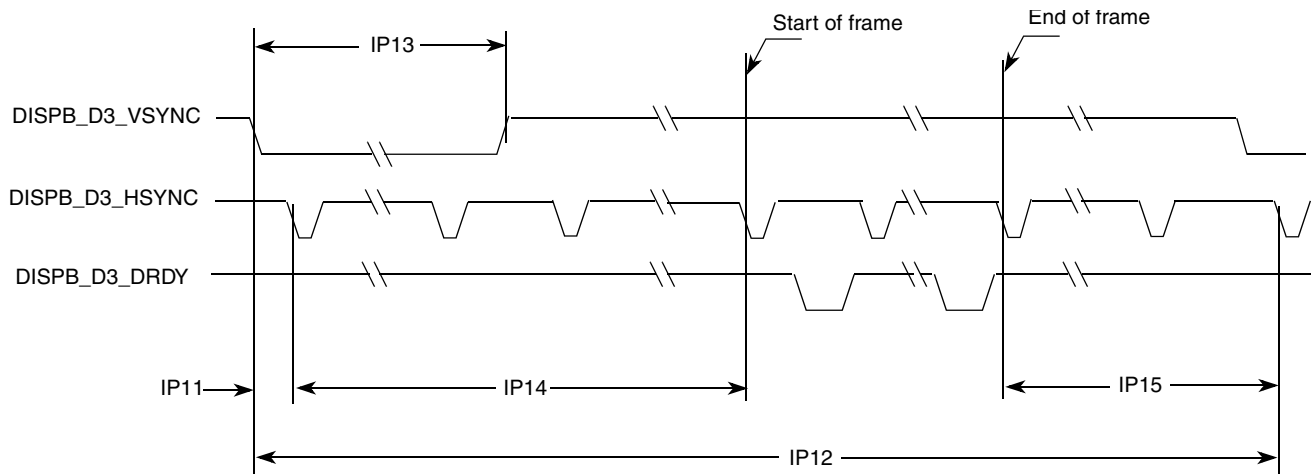 Start of frame
End of frame
IP13
DISPB_D3_VSYNC
DISPB_D3_HSYNC
DISPB_D3_DRDY
IP11
IP14
IP15
IP12